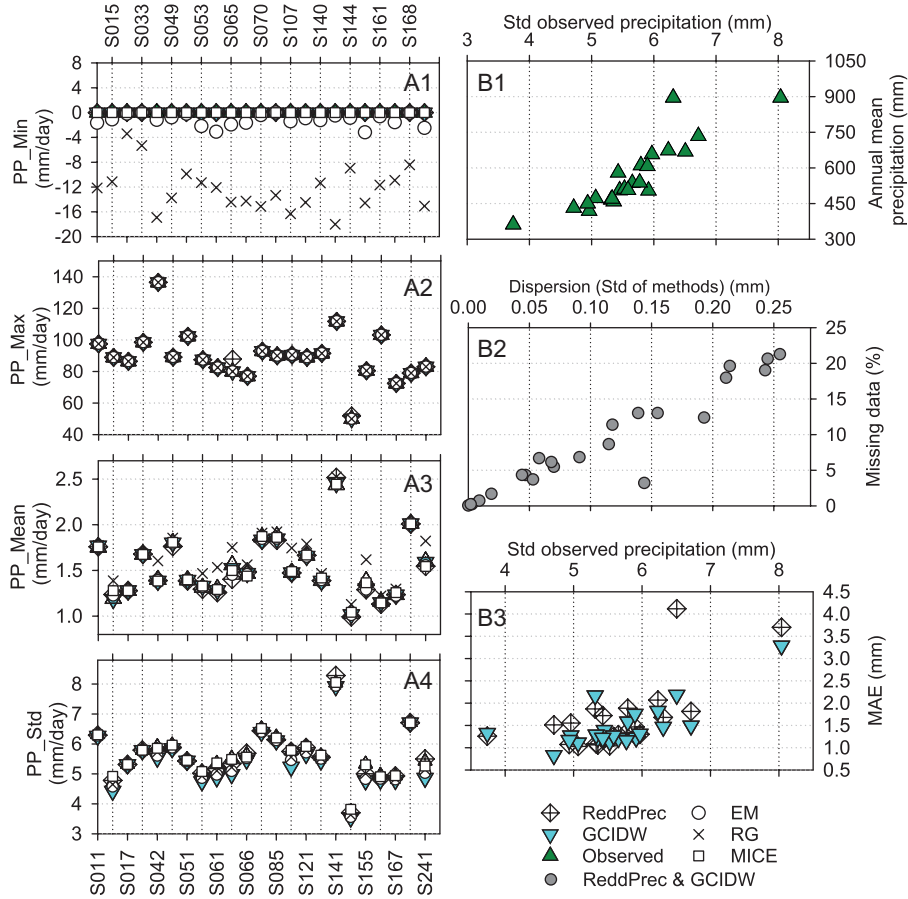 S015 S033 S049 S053 S065 S070 S107 S140 S144 S161 S168
8
4
0
-4
-8
-12
-16
-20
PP_Min
(mm/day)
A1
140
120
100
80
60
40
PP_Max
(mm/day)
A2
2.5
2.0
1.5
1.0
PP_Mean
(mm/day)
A3
8
7
6
5
4
3
PP_Std
(mm/day)
A4
S011 S017 S042 S051 S061 S066 S085 S121 S141 S155 S167 S241
Std observed precipitation (mm)
3 4 5 6 7 8
B1
1050
900
750
600
450
300
Annual mean
precipitation (mm)
Dispersion (Std of methods) (mm)
0.00 0.05 0.10 0.15 0.20 0.25
B2
25
20
15
10
5
0
Missing data (%)
Std observed precipitation (mm)
4 5 6 7 8
B3
4.5
4.0
3.5
3.0
2.5
2.0
1.5
1.0
0.5
MAE (mm)
ReddPrec EM
GCIDW RG
Observed MICE
ReddPrec & GCIDW